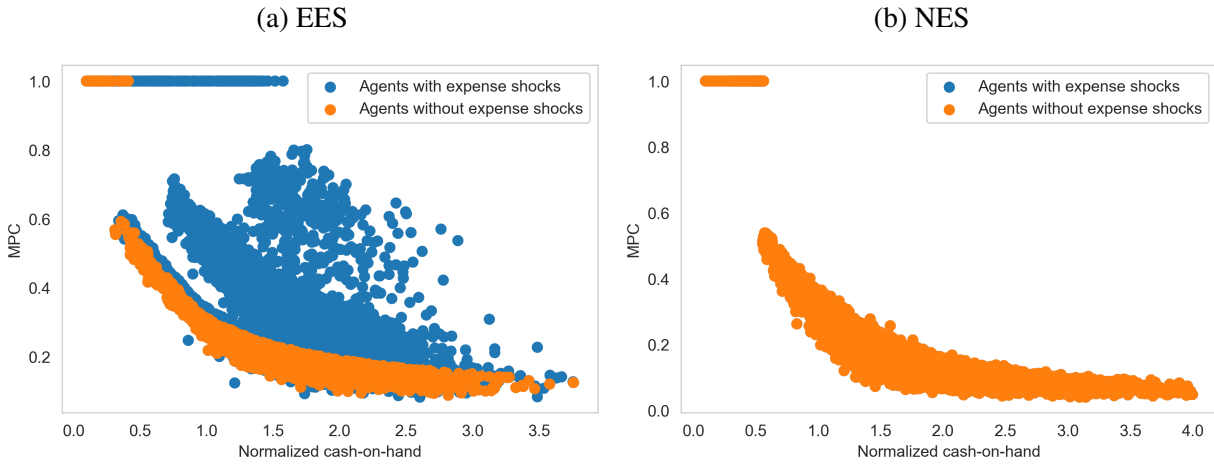 (a) EES
(b) NES
1.0
0.8
0.6
0.4
0.2
MPC
0.0 0.5 1.0 1.5 2.0 2.5 3.0 3.5
Normalized cash-on-hand
Agents with expense shocks
Agents without expense shocks
1.0
0.8
0.6
0.4
0.2
0.0
MPC
0.0 0.5 1.0 1.5 2.0 2.5 3.0 3.5 4.0
Normalized cash-on-hand
Agents with expense shocks
Agents without expense shocks